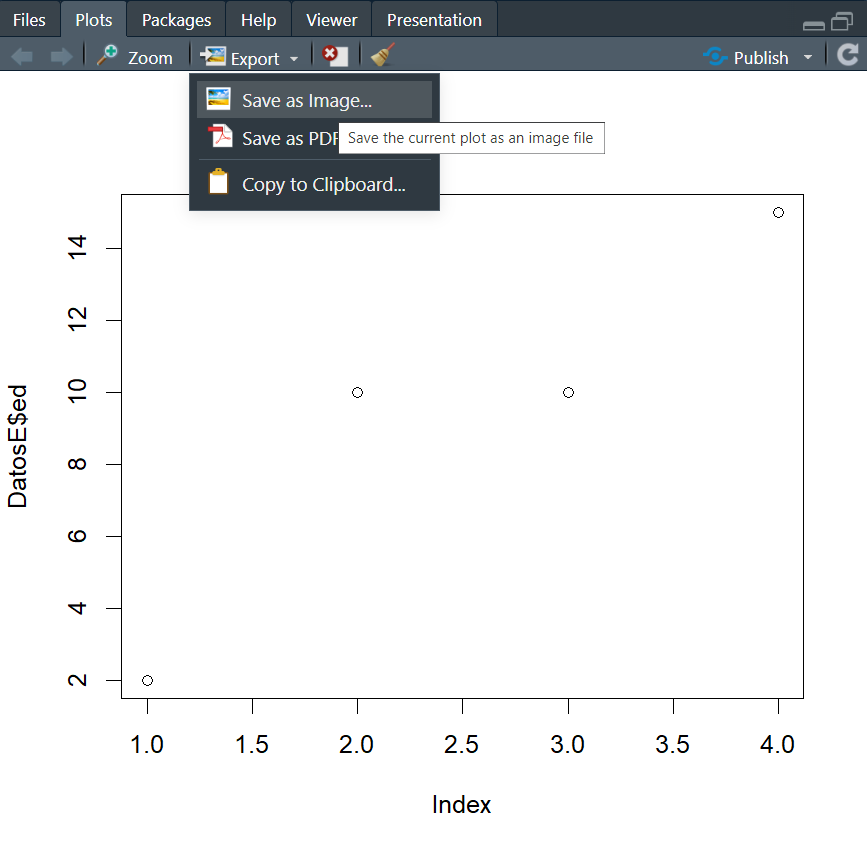 Files Plots Packages Help Viewer Presentation
Zoom Export Publish
Save as Image...
Save as PDF
Save the current plot as an image file
Copy to Clipboard...
14
12
10
8
6
4
2
DatosE$ed
1.0 1.5 2.0 2.5 3.0 3.5 4.0
Index